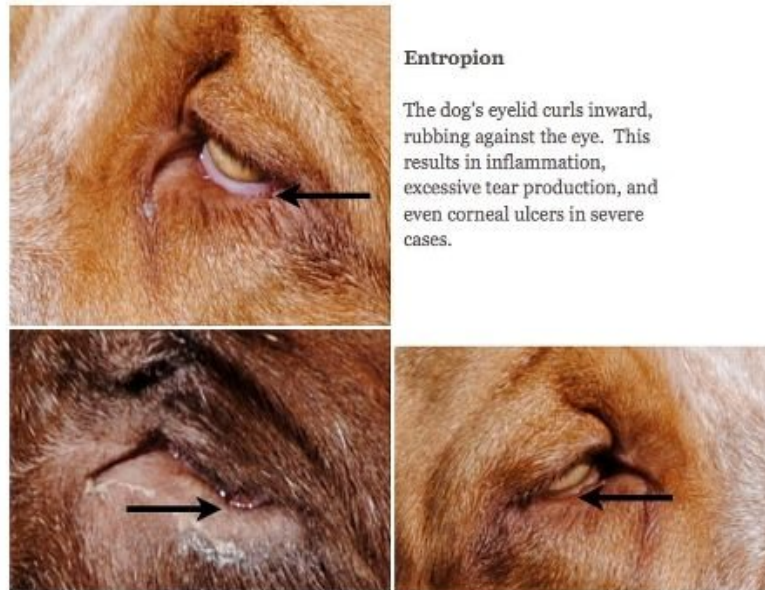 Entropion
The dog's eyelid curls inward,
rubbing against the eye. This
results in inflammation,
excessive tear production, and
even corneal ulcers in severe
cases.